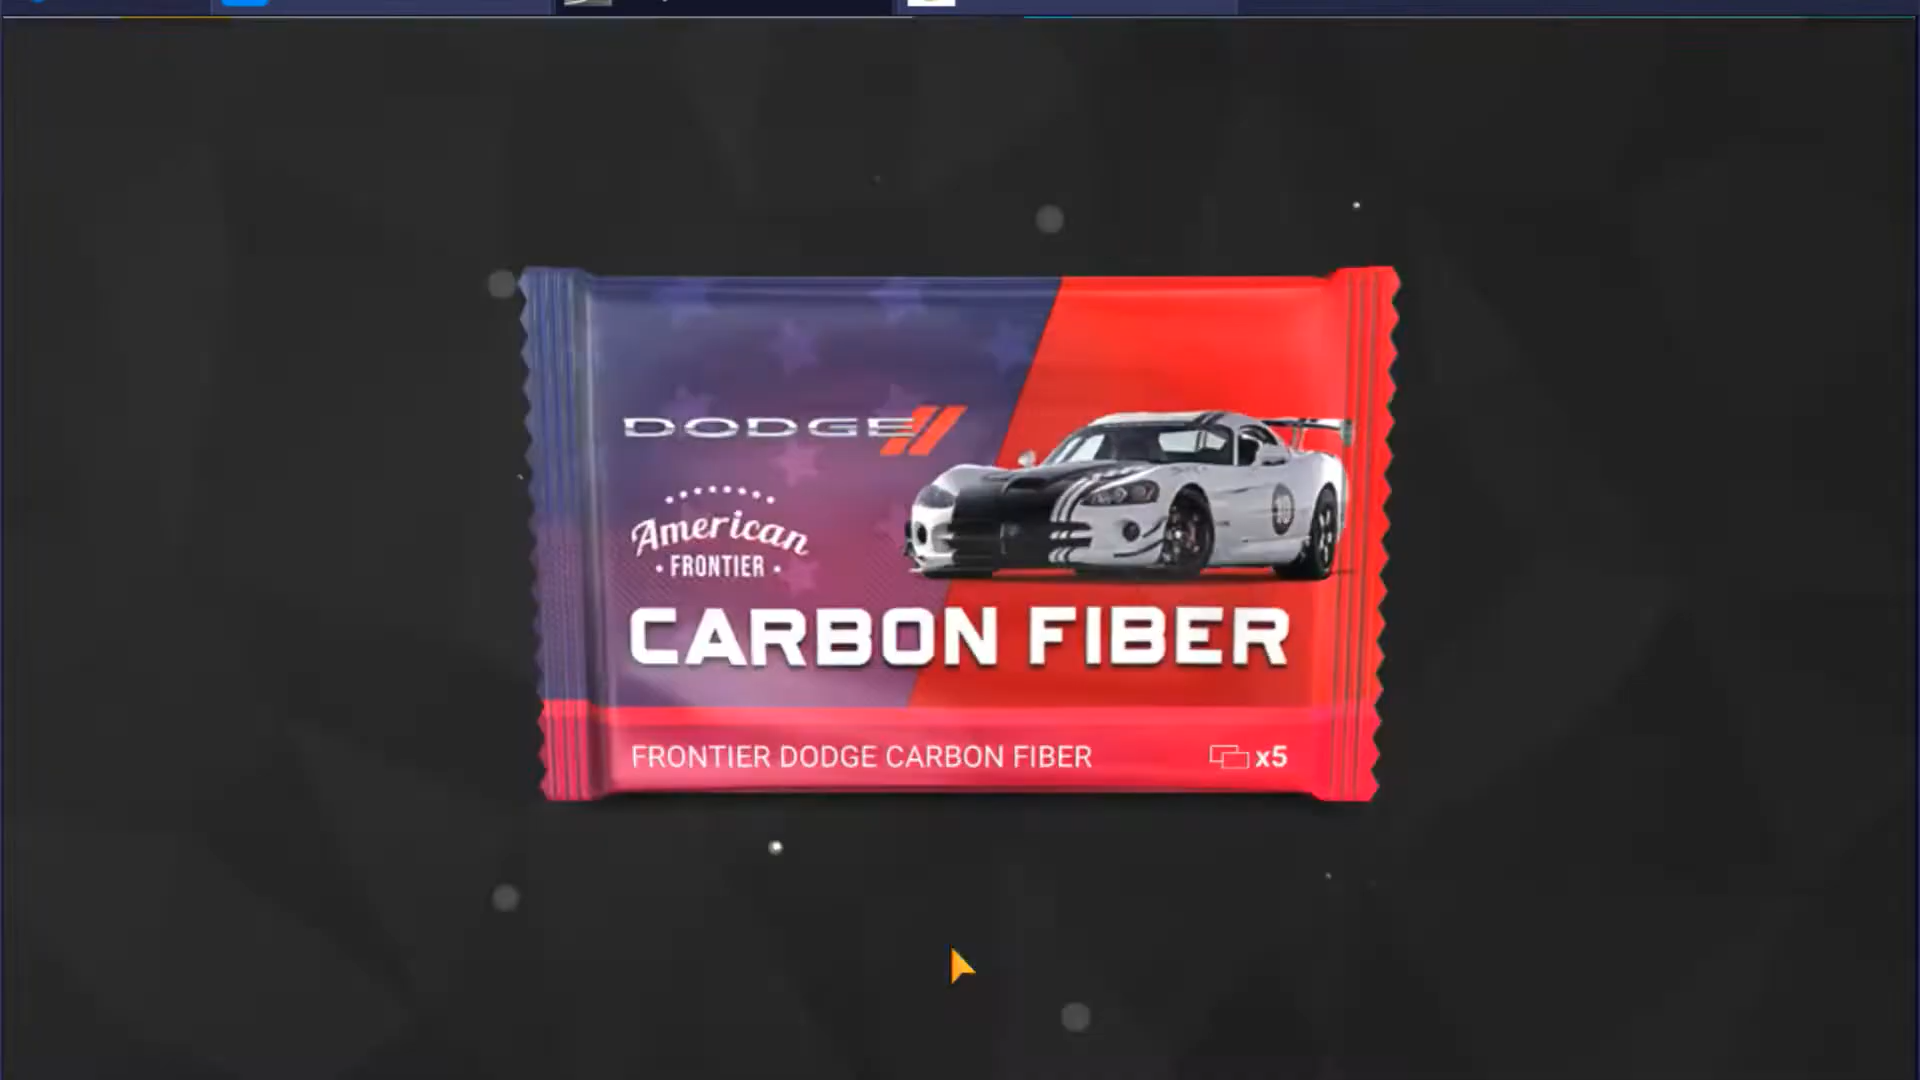 DODGE
American
• FRONTIER •
CARBON FIBER
FRONTIER DODGE CARBON FIBER
x5